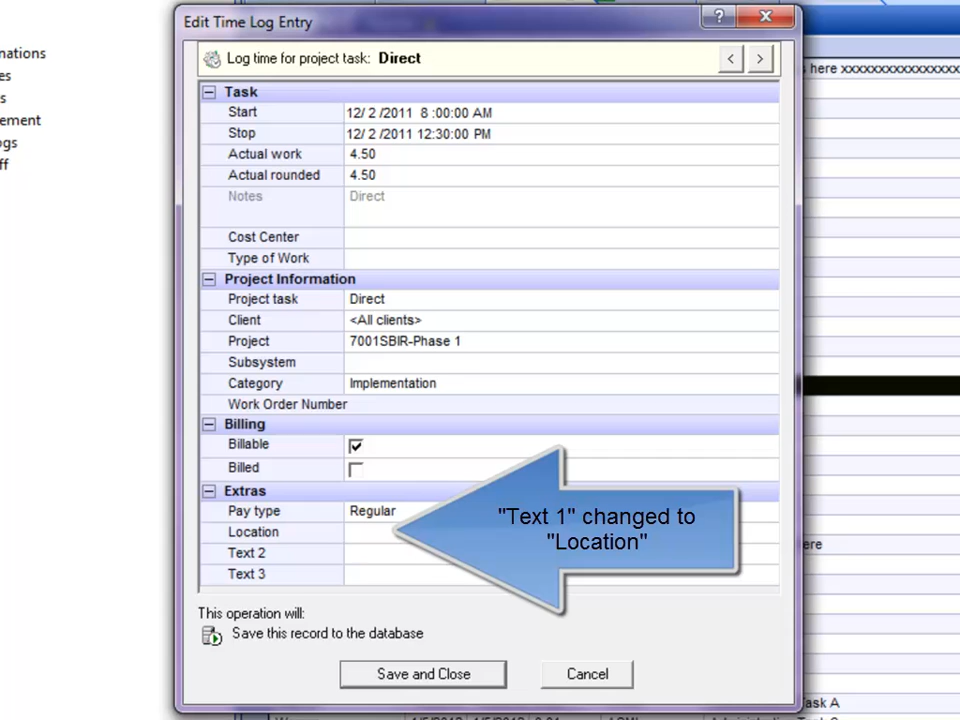 Edit Time Log Entry
?
X
nations
es
s
ement
ogs
ff
Log time for project task: Direct
<
>
s here xxxxxxxxxxxxxxxx
Task
Start 12/ 2 /2011 8 :00:00 AM
Stop 12/ 2 /2011 12:30:00 PM
Actual work 4.50
Actual rounded 4.50
Notes Direct
Cost Center
Type of Work
Project Information
Project task Direct
Client <All clients>
Project 7001SBIR-Phase 1
Subsystem
Category Implementation
Work Order Number
Billing
Billable
Billed
Extras
Pay type Regular
Location
Text 2
Text 3
"Text 1" changed to
"Location"
ere
This operation will:
Save this record to the database
Save and Close
Cancel
Task A